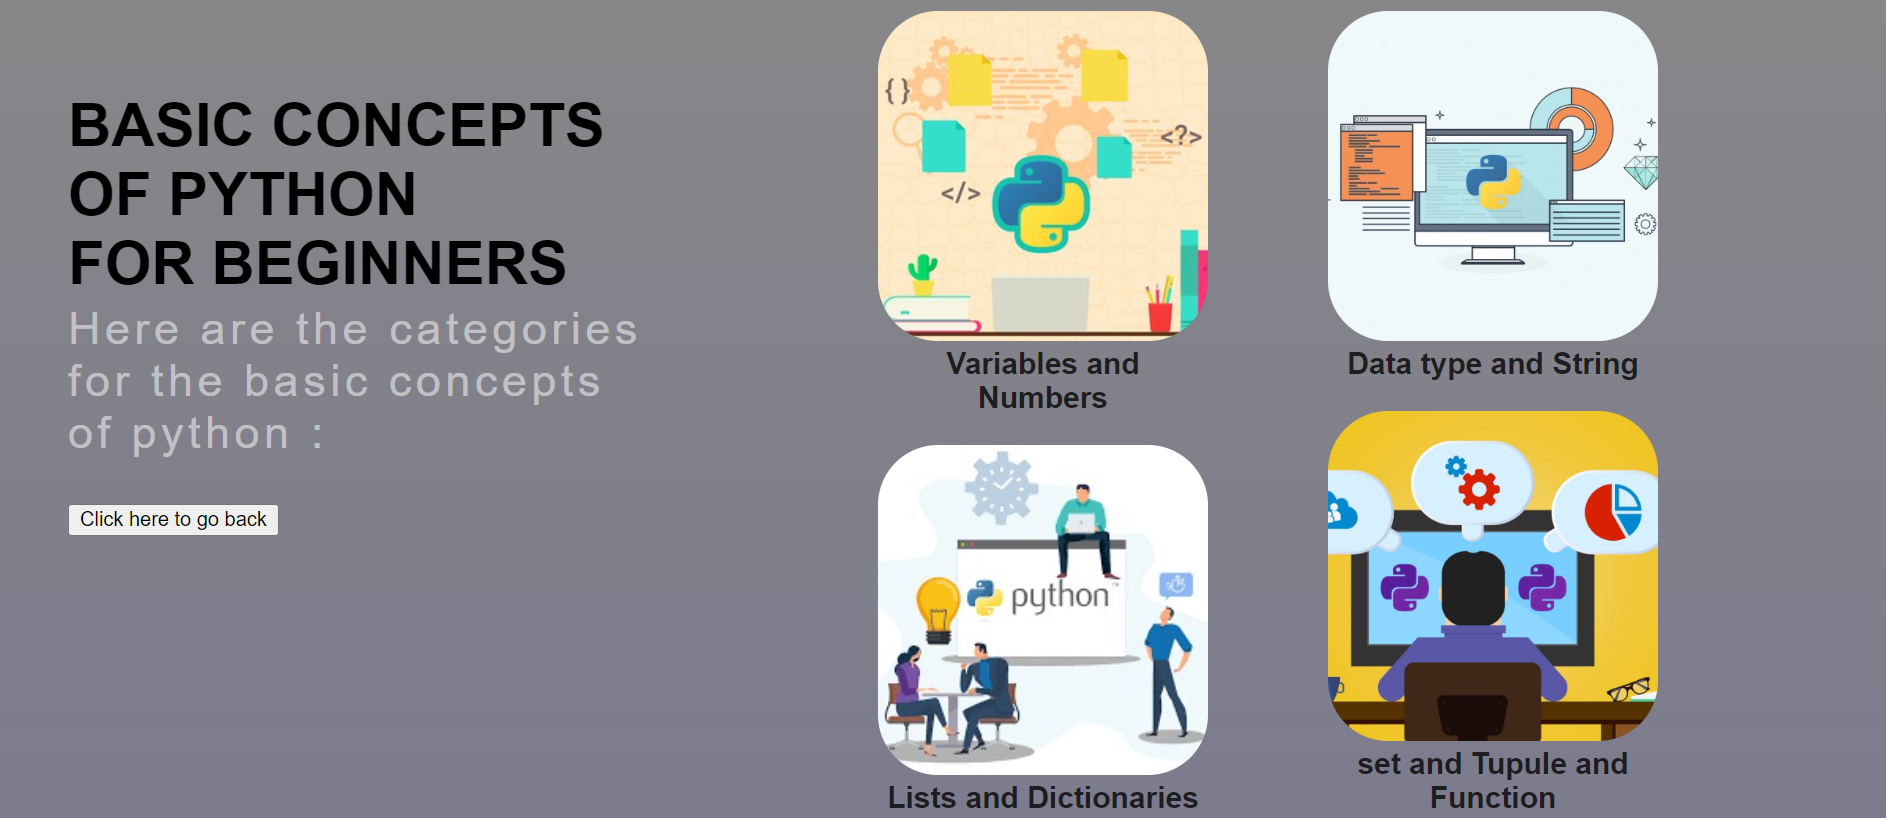 BASIC CONCEPTS
OF PYTHON
FOR BEGINNERS
Here are the categories
for the basic concepts
of python :
Click here to go back
{ }
<?>
</>
Variables and
Numbers
Data type and String
python™
Lists and Dictionaries
set and Tupule and
Function